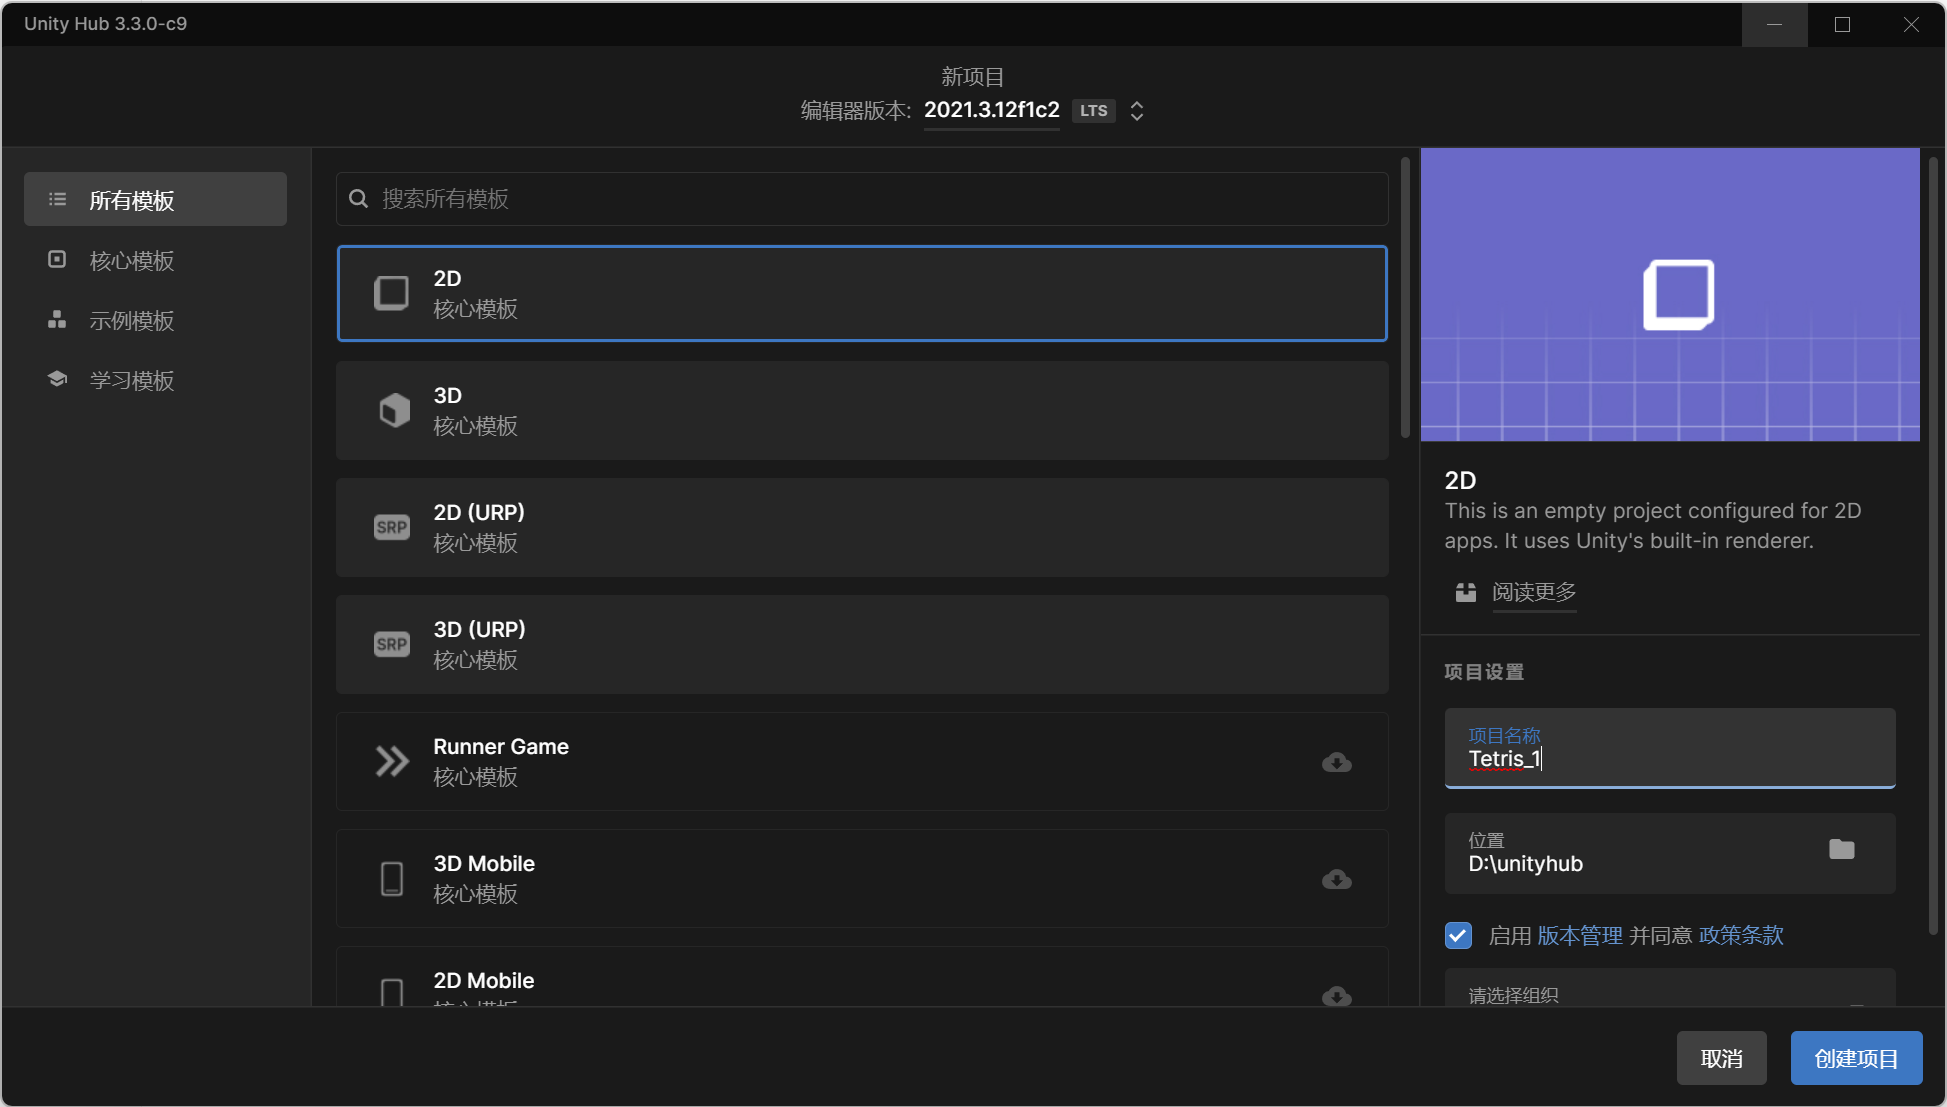 Unity Hub 3.3.0-c9
新项目
编辑器版本: 2021.3.12f1c2 LTS
所有模板
核心模板
示例模板
学习模板
搜索所有模板
2D
核心模板
3D
核心模板
SRP
2D (URP)
核心模板
SRP
3D (URP)
核心模板
Runner Game
核心模板
3D Mobile
核心模板
2D Mobile
2D
This is an empty project configured for 2D
apps. It uses Unity's built-in renderer.
阅读更多
项目设置
项目名称
Tetris_1
位置
D:\unityhub
启用 版本管理 并同意 政策条款
请选择组织
取消
创建项目